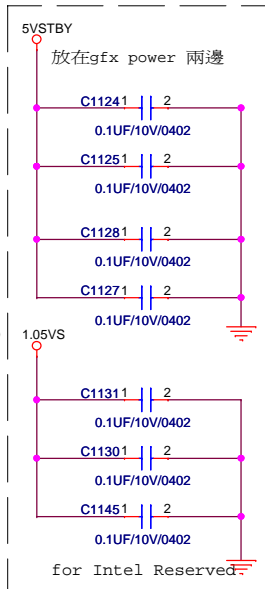 5VSTBY
放在gfx power 兩邊
C1124 1 2
0.1UF/10V/0402
C1125 1 2
0.1UF/10V/0402
C1128 1 2
0.1UF/10V/0402
C1127 1 2
0.1UF/10V/0402
1.05VS
C1131 1 2
0.1UF/10V/0402
C1130 1 2
0.1UF/10V/0402
C1145 1 2
0.1UF/10V/0402
for Intel Reserved